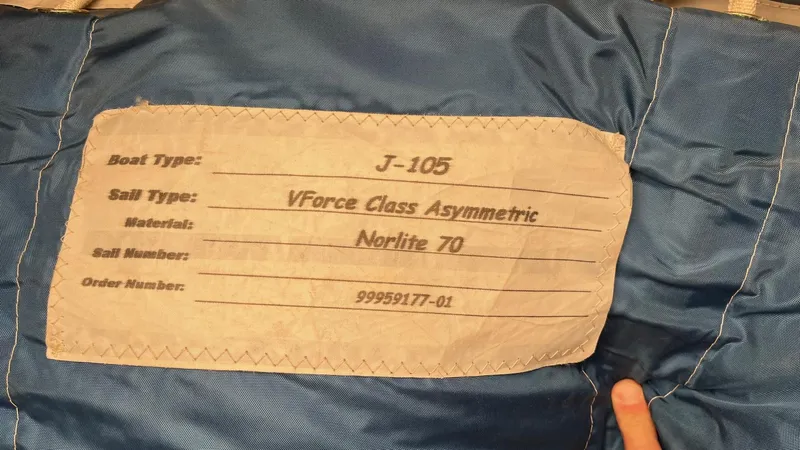 Boat Type: J-105
Sail Type: VForce Class Asymmetric
Material: Norlite 70
Sail Number:
Order Number: 99959177-01